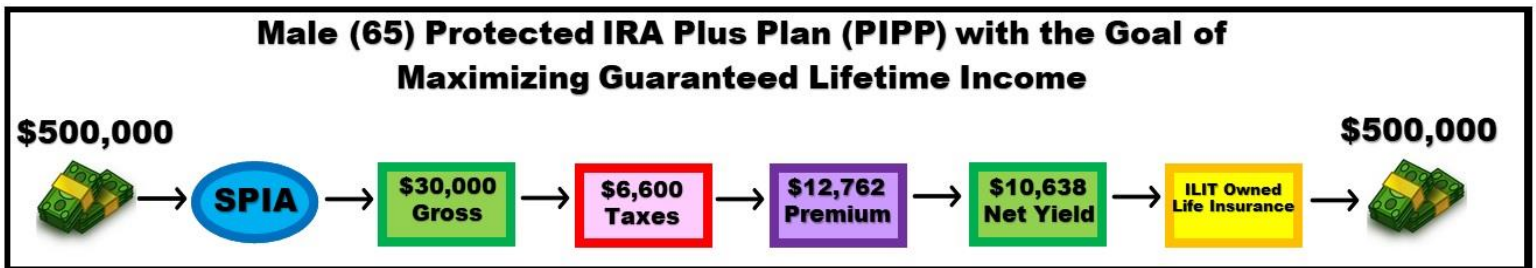 Male (65) Protected IRA Plus Plan (PIPP) with the Goal of
Maximizing Guaranteed Lifetime Income
$500,000
SPIA
$30,000
Gross
$6,600
Taxes
$12,762
Premium
$10,638
Net Yield
ILIT Owned
Life Insurance
$500,000